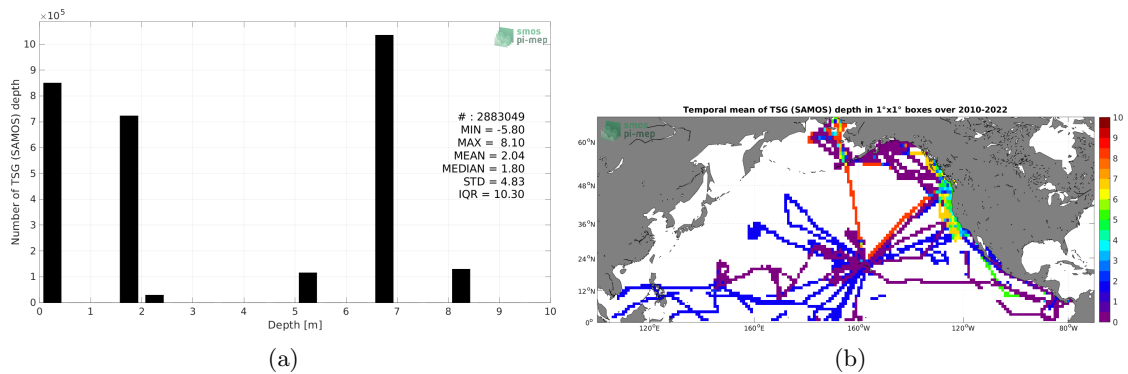 ×10⁵
smos
pi-mep
10
9
8
7
6
5
4
3
2
1
0
Number of TSG (SAMOS) depth
# : 2883049
MIN = -5.80
MAX = 8.10
MEAN = 2.04
MEDIAN = 1.80
STD = 4.83
IQR = 10.30
0 1 2 3 4 5 6 7 8 9 10
Depth [m]
(a)
Temporal mean of TSG (SAMOS) depth in 1°x1° boxes over 2010-2022
smos
pi-mep
60°N
48°N
36°N
24°N
12°N
0°
120°E 160°E 160°W 120°W 80°W
10
9
8
7
6
5
4
3
2
1
0
(b)